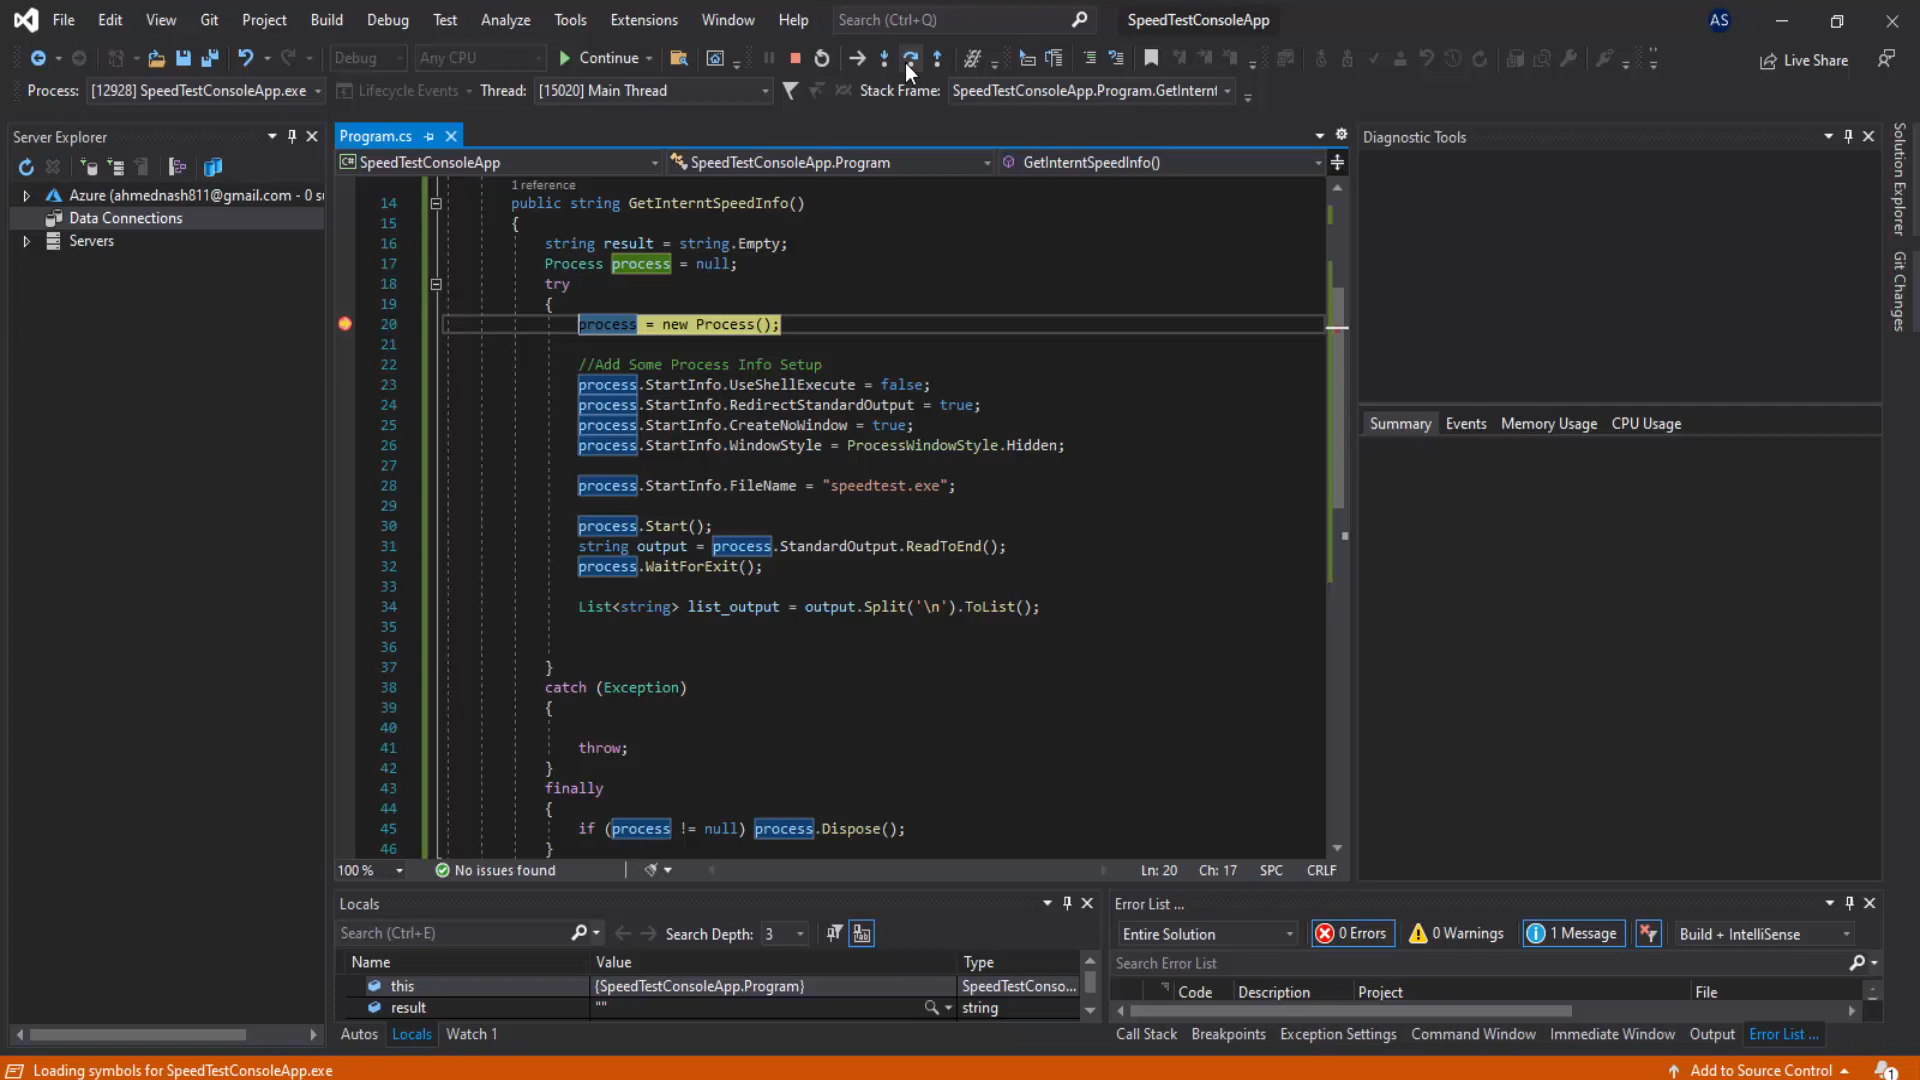 File Edit View Git Project Build Debug Test Analyze Tools Extensions Window Help Search (Ctrl+Q) SpeedTestConsoleApp AS
Debug Any CPU Continue Live Share
Process: [12928] SpeedTestConsoleApp.exe Lifecycle Events Thread: [15020] Main Thread Stack Frame: SpeedTestConsoleApp.Program.GetInternt
Server Explorer
Azure (ahmednash811@gmail.com - 0 su
Data Connections
Servers
Program.cs
SpeedTestConsoleApp SpeedTestConsoleApp.Program GetInterntSpeedInfo()
1 reference
14 public string GetInterntSpeedInfo()
15 {
16 string result = string.Empty;
17 Process process = null;
18 try
19 {
20 process = new Process();
21
22 //Add Some Process Info Setup
23 process.StartInfo.UseShellExecute = false;
24 process.StartInfo.RedirectStandardOutput = true;
25 process.StartInfo.CreateNoWindow = true;
26 process.StartInfo.WindowStyle = ProcessWindowStyle.Hidden;
27
28 process.StartInfo.FileName = "speedtest.exe";
29
30 process.Start();
31 string output = process.StandardOutput.ReadToEnd();
32 process.WaitForExit();
33
34 List<string> list_output = output.Split('\n').ToList();
35
36
37 }
38 catch (Exception)
39 {
40
41 throw;
42 }
43 finally
44 {
45 if (process != null) process.Dispose();
46 }
100 % No issues found Ln: 20 Ch: 17 SPC CRLF
Diagnostic Tools
Summary Events Memory Usage CPU Usage
Solution Explorer
Git Changes
Locals
Search (Ctrl+E) Search Depth: 3
Name Value Type
this {SpeedTestConsoleApp.Program} SpeedTestConso...
result "" string
Autos Locals Watch 1
Error List ...
Entire Solution 0 Errors 0 Warnings 1 Message Build + IntelliSense
Search Error List
Code Description Project File
Call Stack Breakpoints Exception Settings Command Window Immediate Window Output Error List ...
Loading symbols for SpeedTestConsoleApp.exe Add to Source Control 1